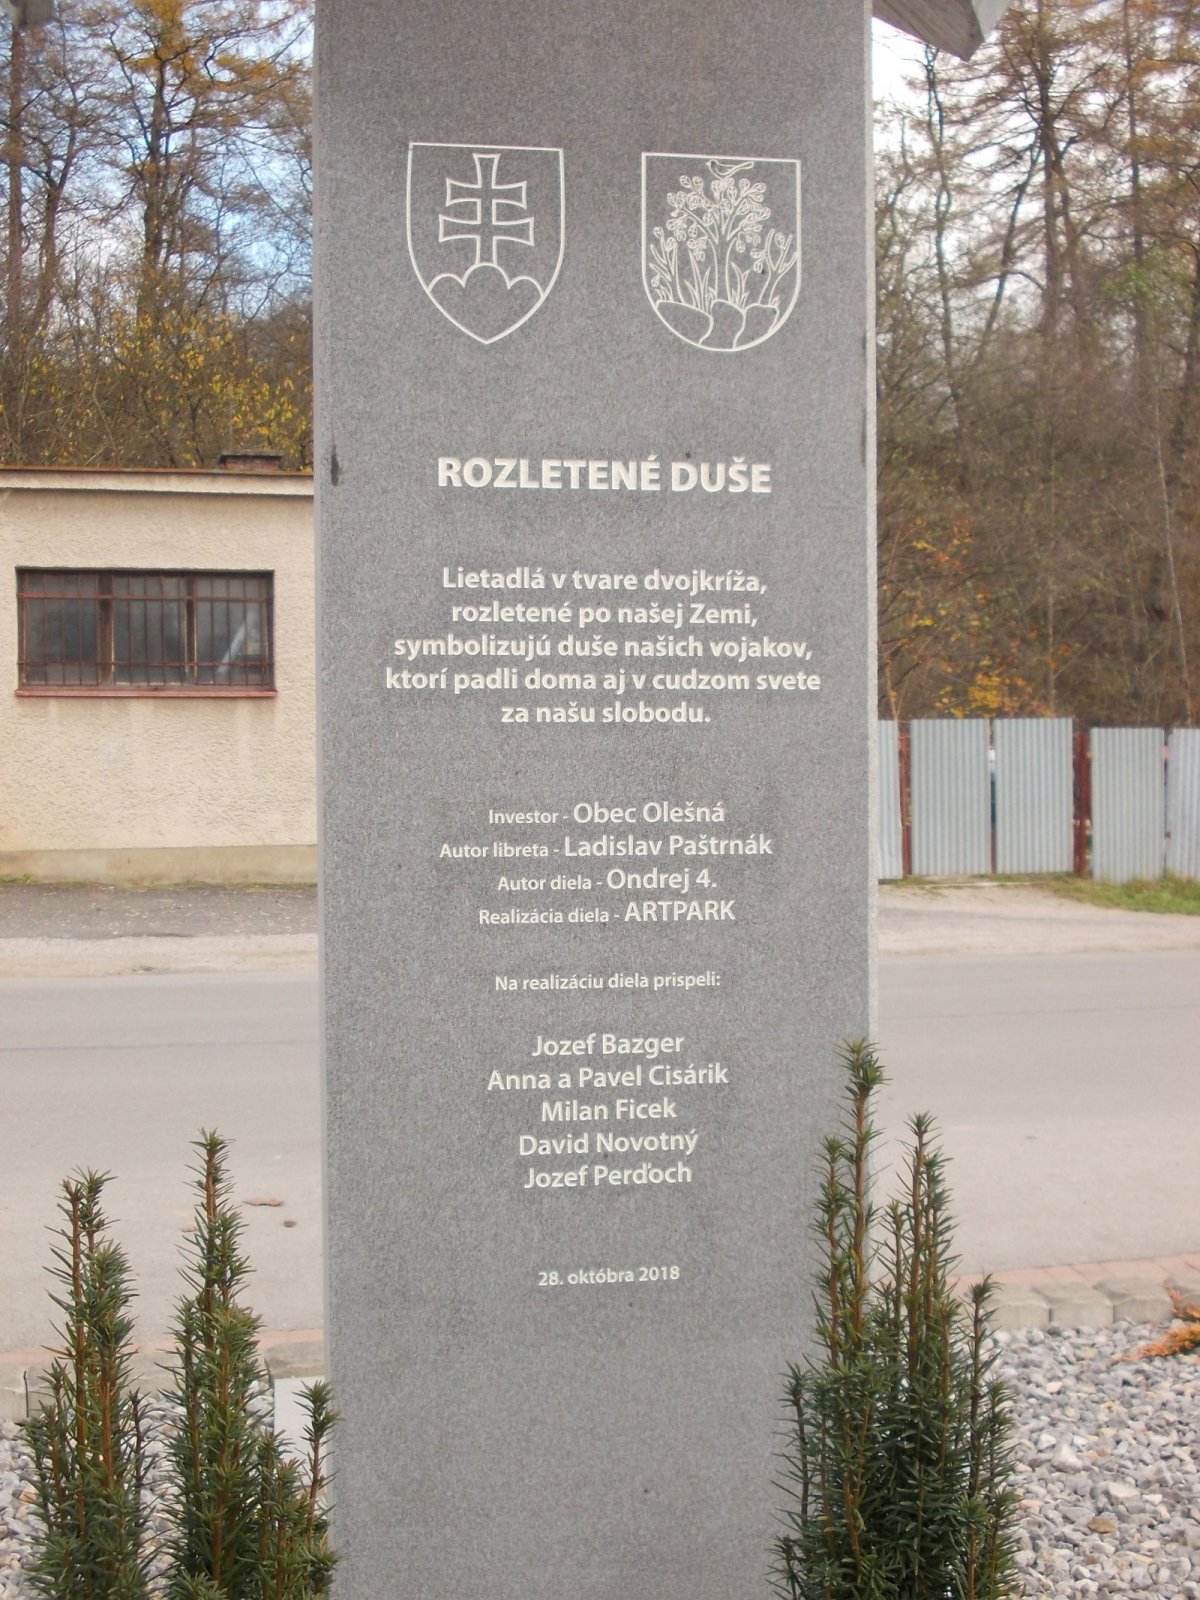 ROZLETENÉ DUŠE
Lietadlá v tvare dvojkríža,
rozletené po našej Zemi,
symbolizujú duše našich vojakov,
ktorí padli doma aj v cudzom svete
za našu slobodu.
Investor - Obec Olešná
Autor libreta - Ladislav Paštrnák
Autor diela - Ondrej 4.
Realizácia diela - ARTPARK
Na realizáciu diela prispeli:
Jozef Bazger
Anna a Pavel Cisárik
Milan Ficek
David Novotný
Jozef Perďoch
28. októbra 2018